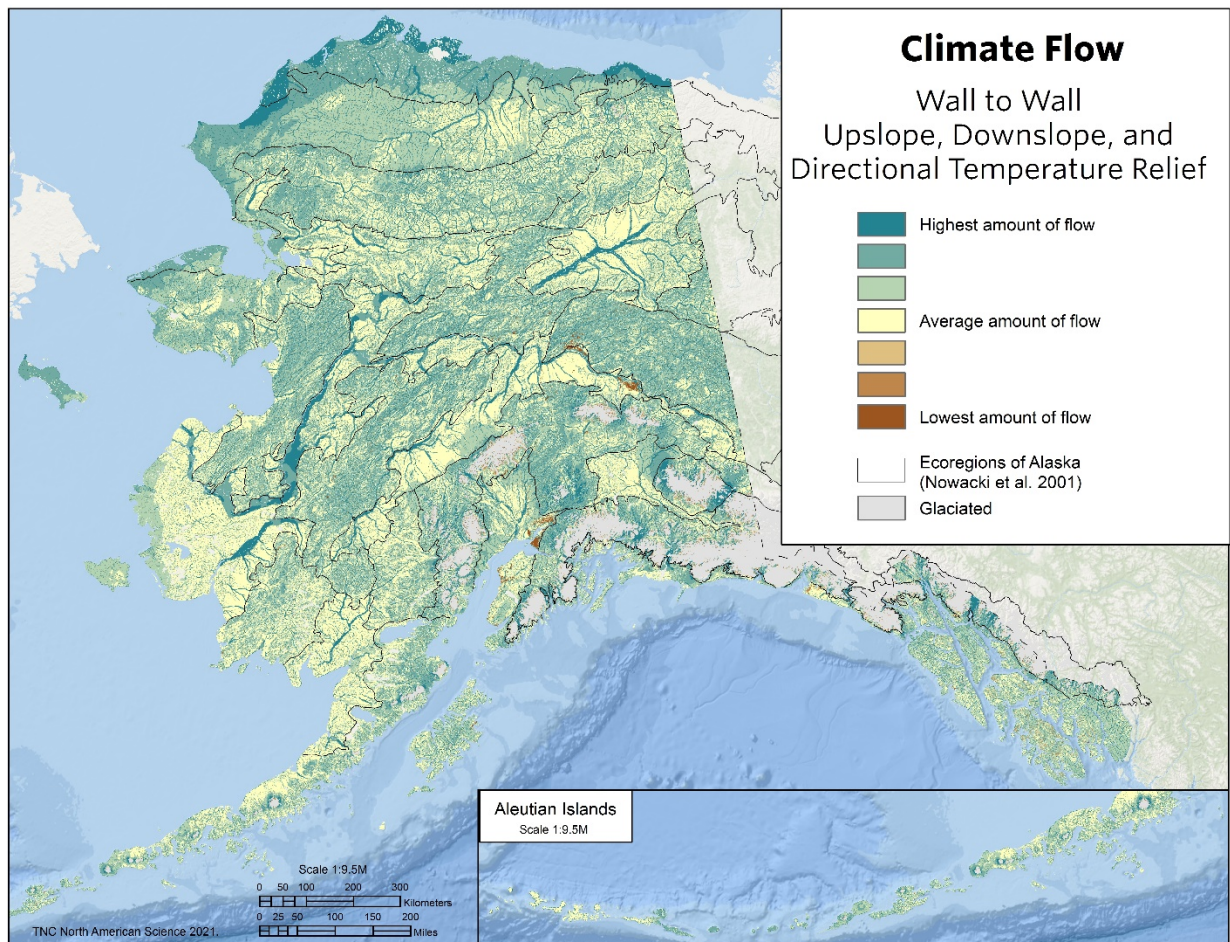 Climate Flow
Wall to Wall
Upslope, Downslope, and
Directional Temperature Relief
Highest amount of flow
Average amount of flow
Lowest amount of flow
Ecoregions of Alaska
(Nowacki et al. 2001)
Glaciated
Aleutian Islands
Scale 1:9.5M
Scale 1:9.5M
0 50 100 200 300
Kilometers
0 25 50 100 150 200
Miles
TNC North American Science 2021.